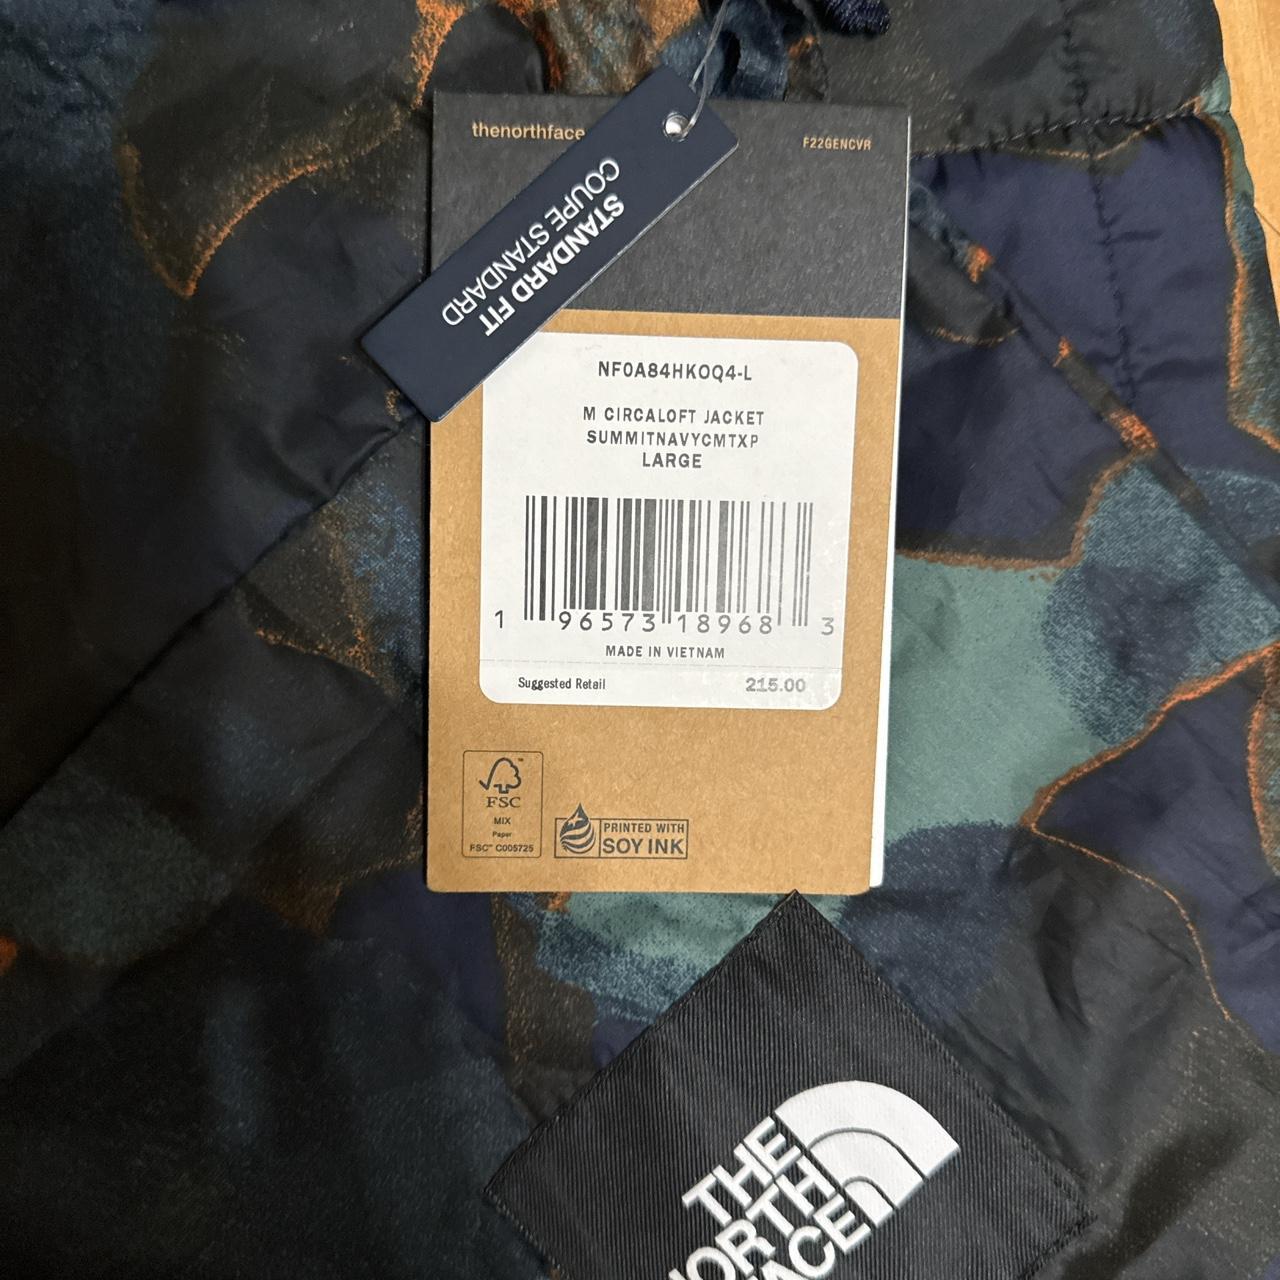 thenorthface
F22GENCVR
STANDARD FIT
COUPE STANDARD
NF0A84HKOQ4-L
M CIRCALOFT JACKET
SUMMITNAVYCMTXP
LARGE
1 96573 18968 3
MADE IN VIETNAM
Suggested Retail 215.00
FSC
MIX
Paper
FSC™ C005725
PRINTED WITH
SOY INK
THE
NORTH
FACE